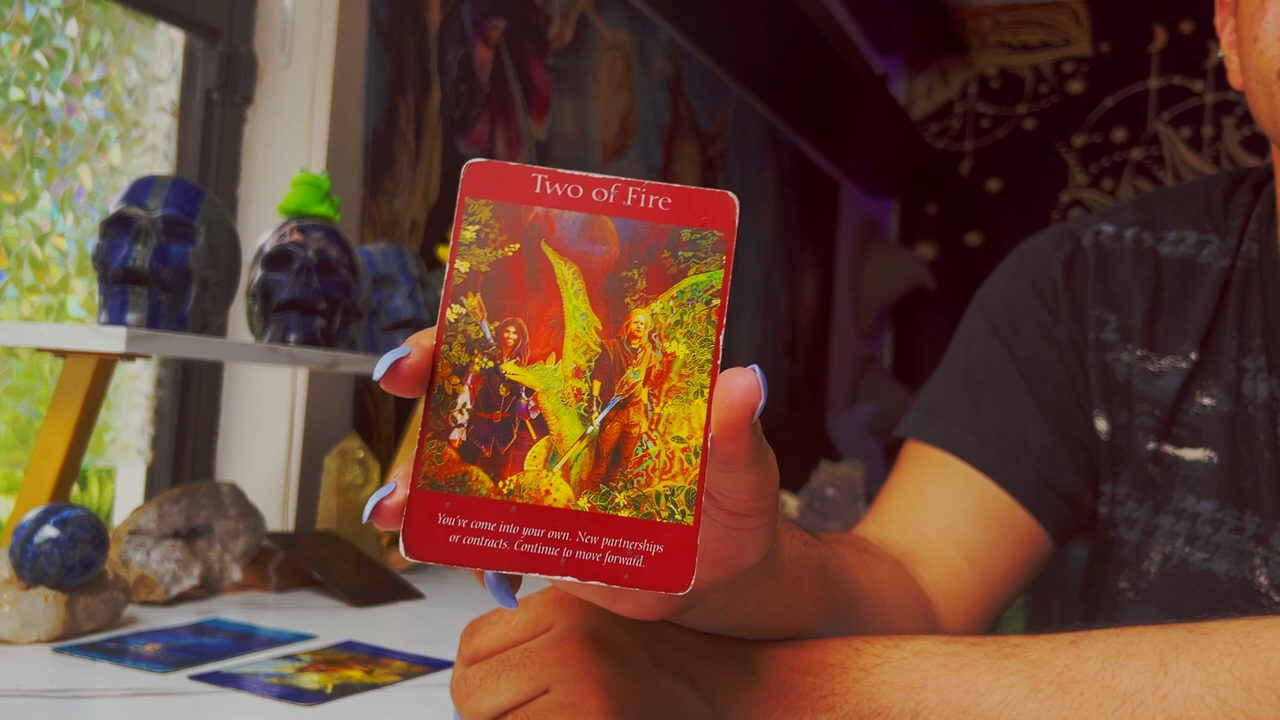 Two of Fire
You've come into your own. New partnerships
or contracts. Continue to move forward.